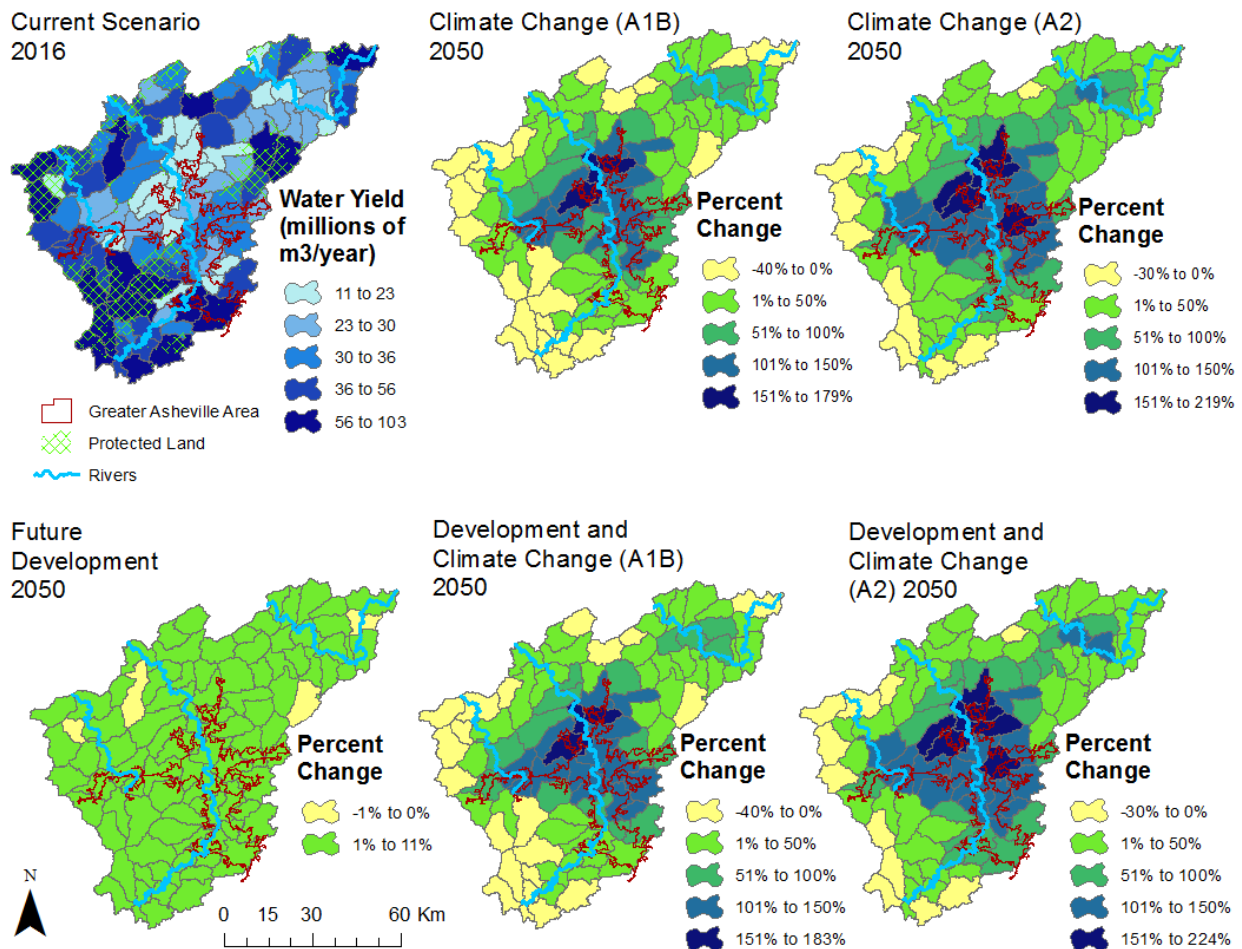 Current Scenario
2016
Water Yield
(millions of
m3/year)
11 to 23
23 to 30
30 to 36
36 to 56
56 to 103
Greater Asheville Area
Protected Land
Rivers
Climate Change (A1B)
2050
Percent
Change
-40% to 0%
1% to 50%
51% to 100%
101% to 150%
151% to 179%
Climate Change (A2)
2050
Percent
Change
-30% to 0%
1% to 50%
51% to 100%
101% to 150%
151% to 219%
Future
Development
2050
Percent
Change
-1% to 0%
1% to 11%
N
0 15 30 60 Km
Development and
Climate Change (A1B)
2050
Percent
Change
-40% to 0%
1% to 50%
51% to 100%
101% to 150%
151% to 183%
Development and
Climate Change
(A2) 2050
Percent
Change
-30% to 0%
1% to 50%
51% to 100%
101% to 150%
151% to 224%